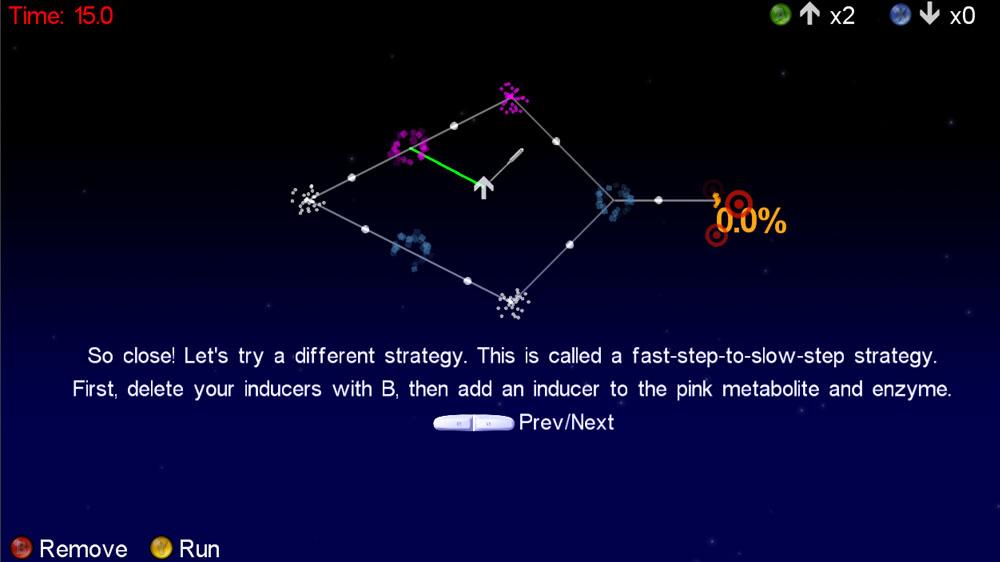 Time: 15.0
x2
x0
0.0%
So close! Let's try a different strategy. This is called a fast-step-to-slow-step strategy.
First, delete your inducers with B, then add an inducer to the pink metabolite and enzyme.
Prev/Next
Remove
Run